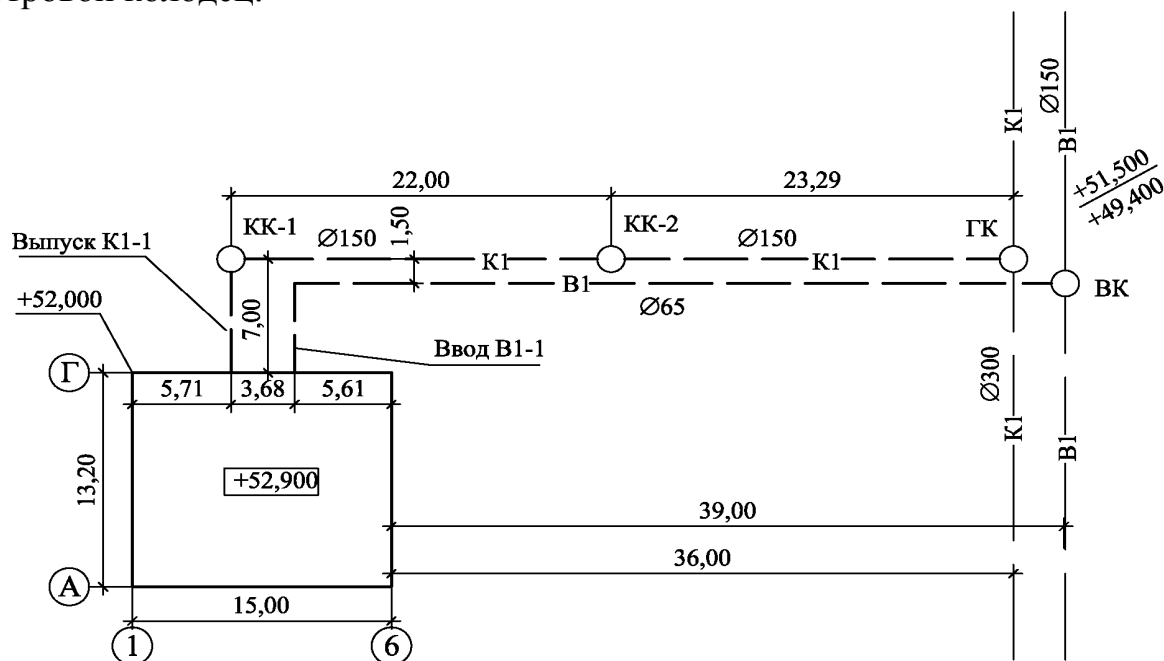 тровой колодец.
22,00
23,29
К1
Ø150
В1
+51,500
+49,400
КК-1
Ø150
1,50
КК-2
Ø150
ГК
Выпуск К1-1
К1
К1
В1
ВК
+52,000
7,00
Ø65
Ввод В1-1
Г
5,71
3,68
5,61
Ø300
К1
В1
13,20
+52,900
39,00
36,00
А
15,00
1
6